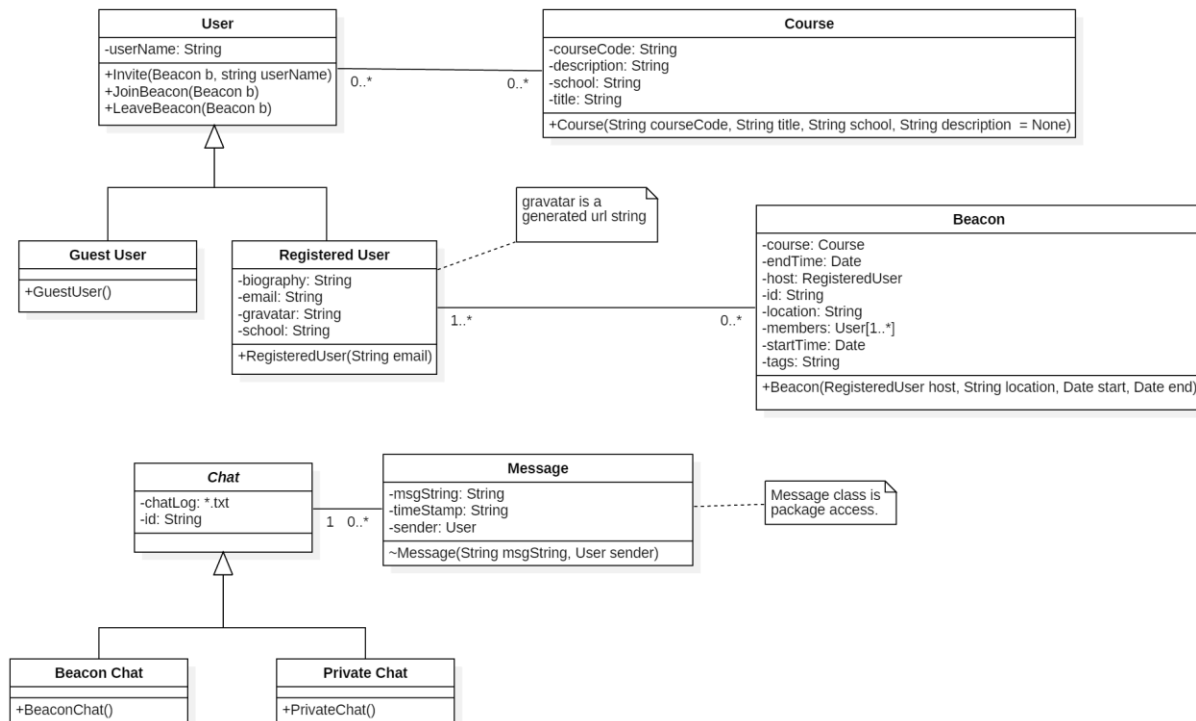 User
-userName: String
+Invite(Beacon b, string userName)
+JoinBeacon(Beacon b)
+LeaveBeacon(Beacon b)
0..*
0..*
Course
-courseCode: String
-description: String
-school: String
-title: String
+Course(String courseCode, String title, String school, String description = None)
gravatar is a
generated url string
Guest User
+GuestUser()
Registered User
-biography: String
-email: String
-gravatar: String
-school: String
+RegisteredUser(String email)
1..*
0..*
Beacon
-course: Course
-endTime: Date
-host: RegisteredUser
-id: String
-location: String
-members: User[1..*]
-startTime: Date
-tags: String
+Beacon(RegisteredUser host, String location, Date start, Date end)
Chat
-chatLog: *.txt
-id: String
1
0..*
Message
-msgString: String
-timeStamp: String
-sender: User
~Message(String msgString, User sender)
Message class is
package access.
Beacon Chat
+BeaconChat()
Private Chat
+PrivateChat()